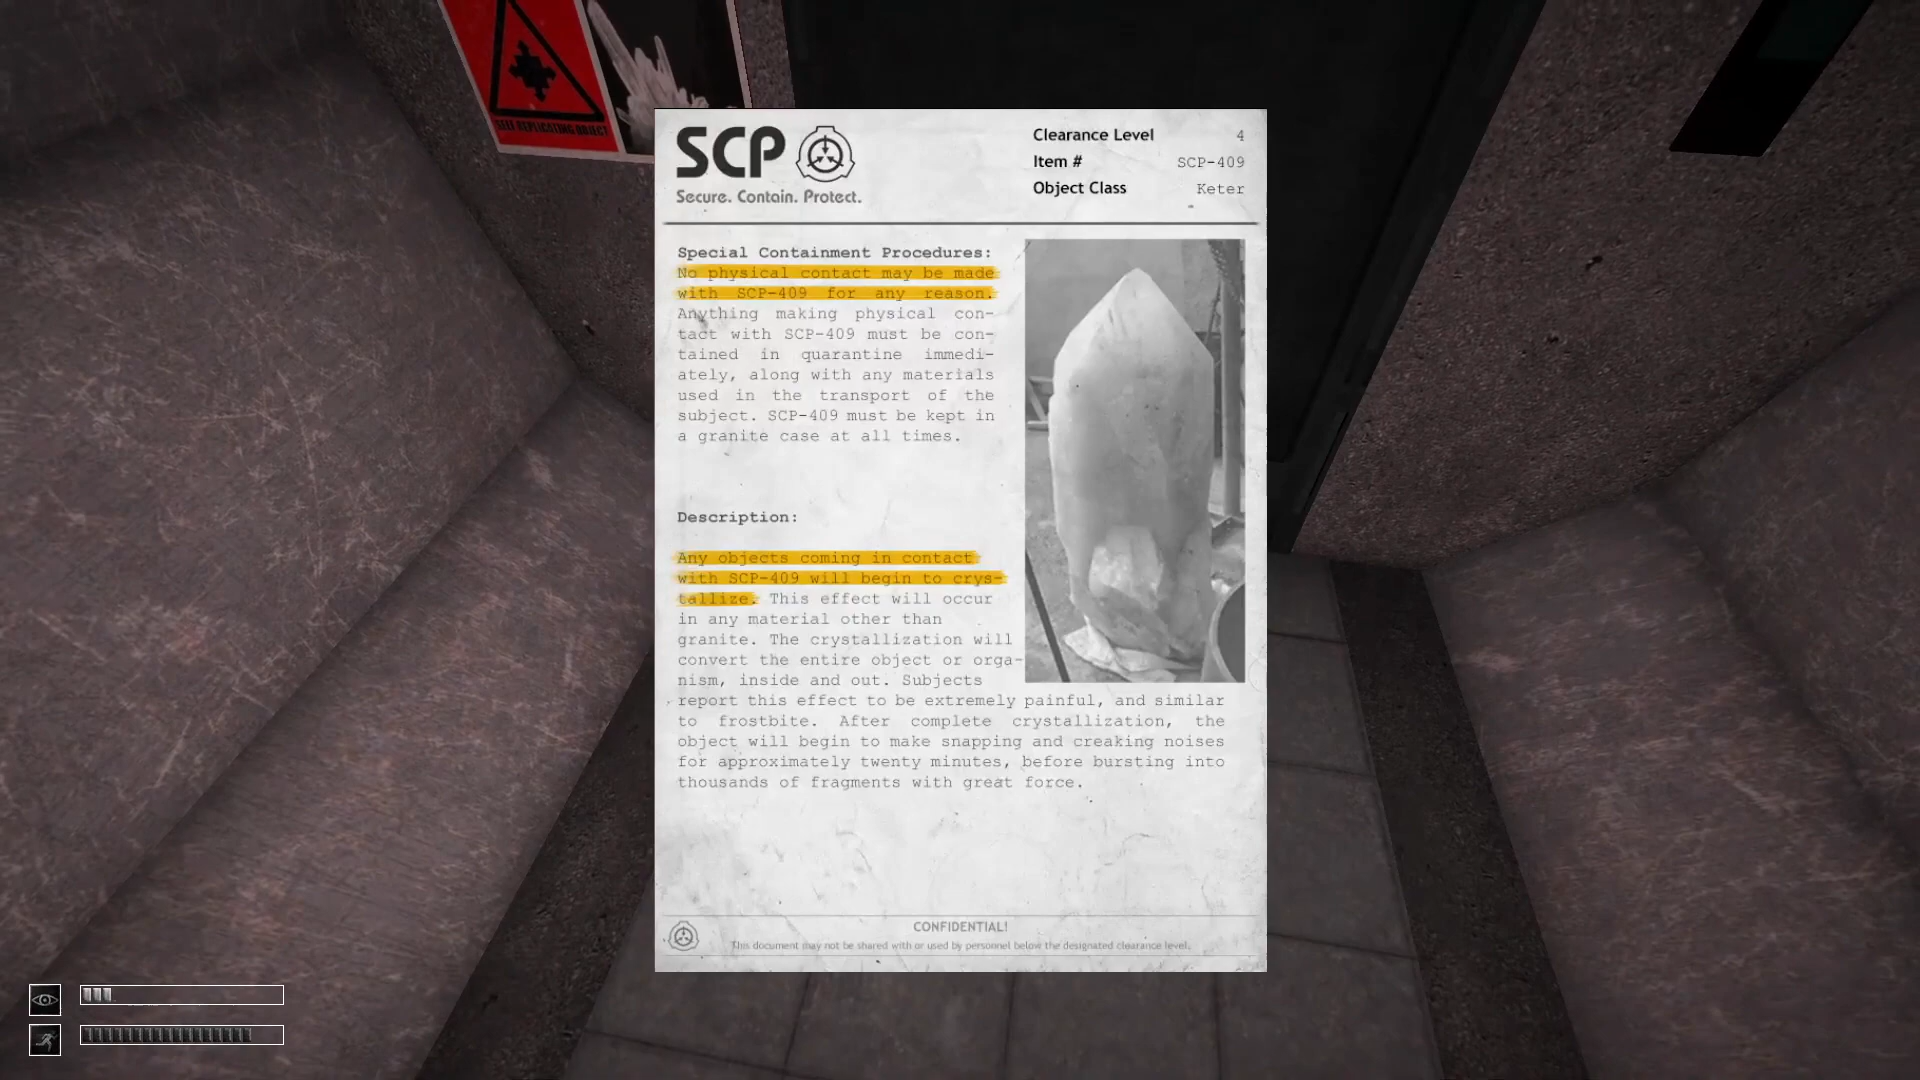 SELF REPLICATING OBJECT
SCP
Secure. Contain. Protect.
Clearance Level 4
Item # SCP-409
Object Class Keter
Special Containment Procedures:
No physical contact may be made
with SCP-409 for any reason.
Anything making physical con-
tact with SCP-409 must be con-
tained in quarantine immedi-
ately, along with any materials
used in the transport of the
subject. SCP-409 must be kept in
a granite case at all times.
Description:
Any objects coming in contact
with SCP-409 will begin to crys-
tallize. This effect will occur
in any material other than
granite. The crystallization will
convert the entire object or orga-
nism, inside and out. Subjects
report this effect to be extremely painful, and similar
to frostbite. After complete crystallization, the
object will begin to make snapping and creaking noises
for approximately twenty minutes, before bursting into
thousands of fragments with great force.
CONFIDENTIAL!
This document may not be shared with or used by personnel below the designated clearance level.